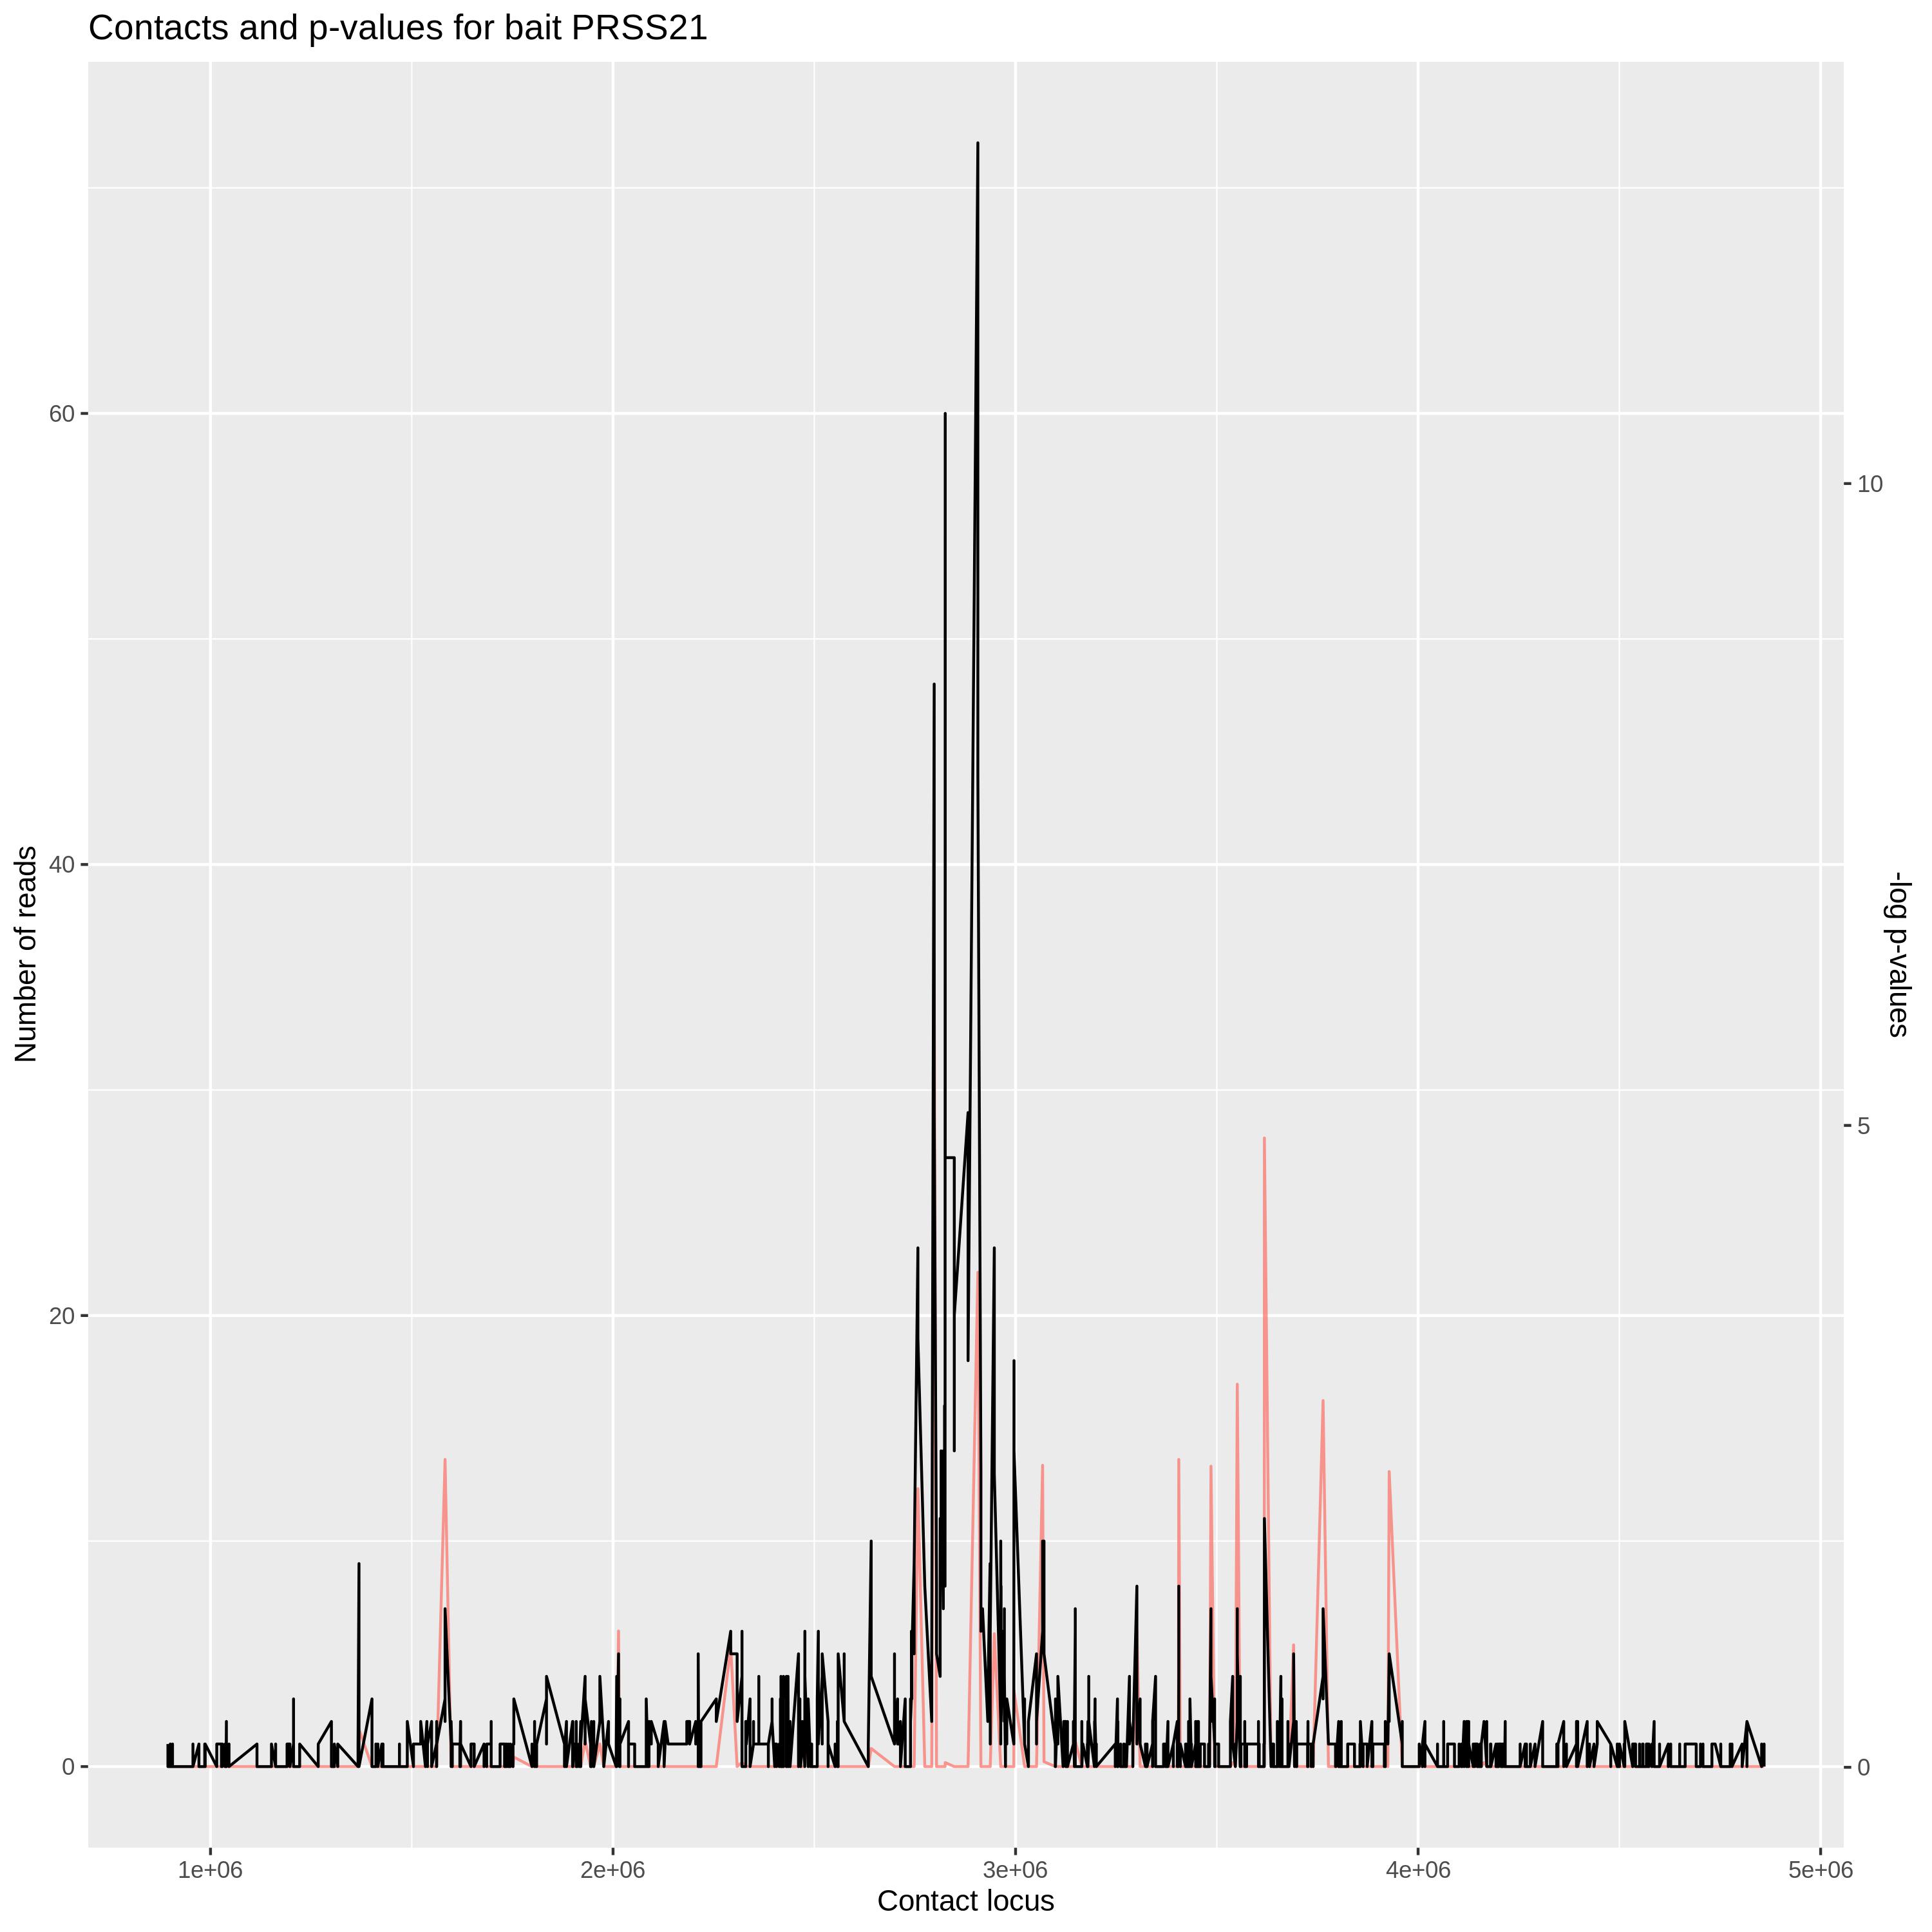 Contacts and p-values for bait PRSS21
Number of reads
60
40
20
0
10
5
0
-log p-values
1e+06
2e+06
3e+06
4e+06
5e+06
Contact locus